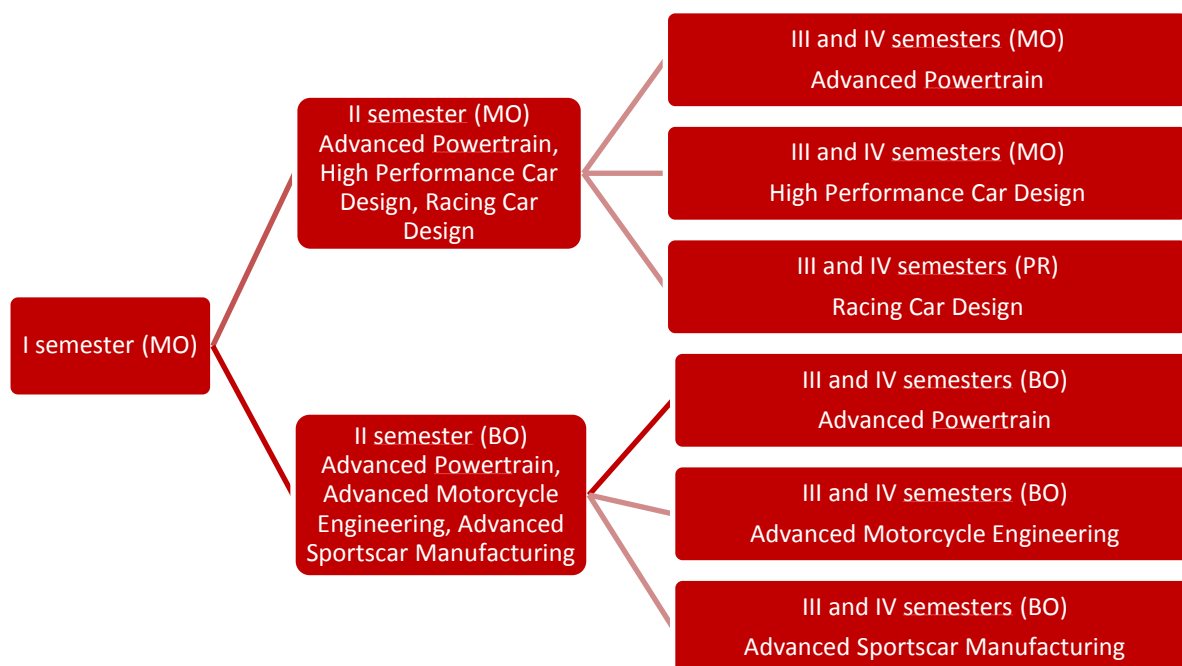 I semester (MO)
II semester (MO)
Advanced Powertrain,
High Performance Car
Design, Racing Car
Design
II semester (BO)
Advanced Powertrain,
Advanced Motorcycle
Engineering, Advanced
Sportscar Manufacturing
III and IV semesters (MO)
Advanced Powertrain
III and IV semesters (MO)
High Performance Car Design
III and IV semesters (PR)
Racing Car Design
III and IV semesters (BO)
Advanced Powertrain
III and IV semesters (BO)
Advanced Motorcycle Engineering
III and IV semesters (BO)
Advanced Sportscar Manufacturing